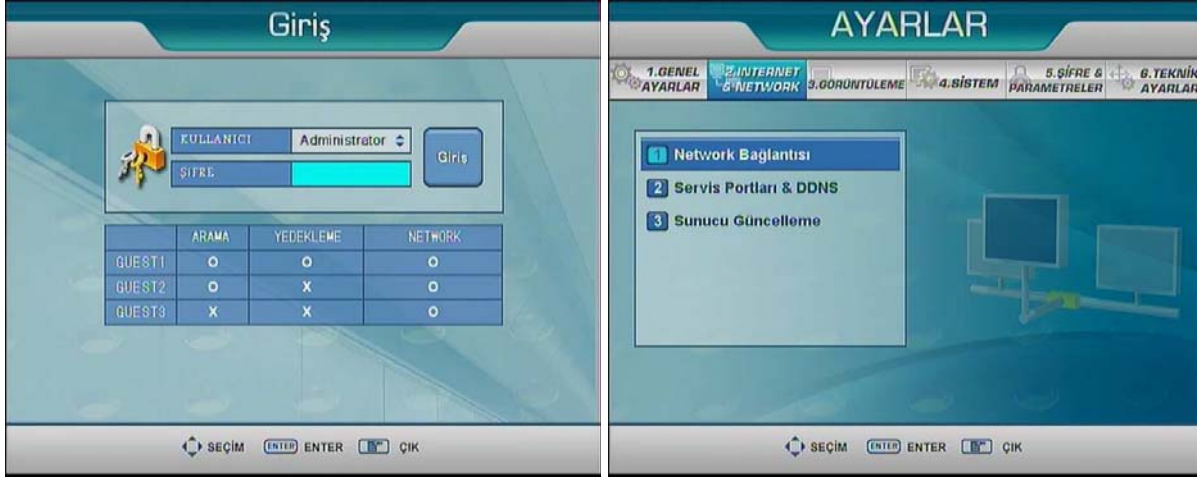 Giriş
KULLANICI Administrator
ŞİFRE
Giriş
ARAMA YEDEKLEME NETWORK
GUEST1 O O O
GUEST2 O X O
GUEST3 X X O
SEÇİM ENTER ENTER ÇIK
AYARLAR
1.GENEL AYARLAR
2.INTERNET & NETWORK
3.GÖRÜNTÜLEME
4.SİSTEM
5.ŞİFRE & PARAMETRELER
6.TEKNİK AYARLAR
1 Network Bağlantısı
2 Servis Portları & DDNS
3 Sunucu Güncelleme
SEÇİM ENTER ENTER ÇIK